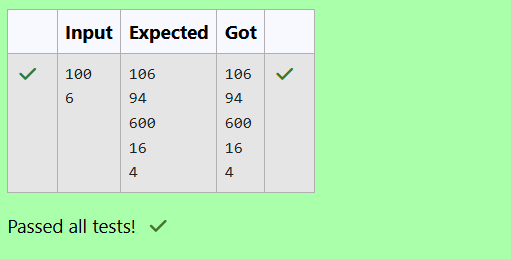 Input Expected Got
100 106 106
6 94 94
600 600
16 16
4 4
Passed all tests!